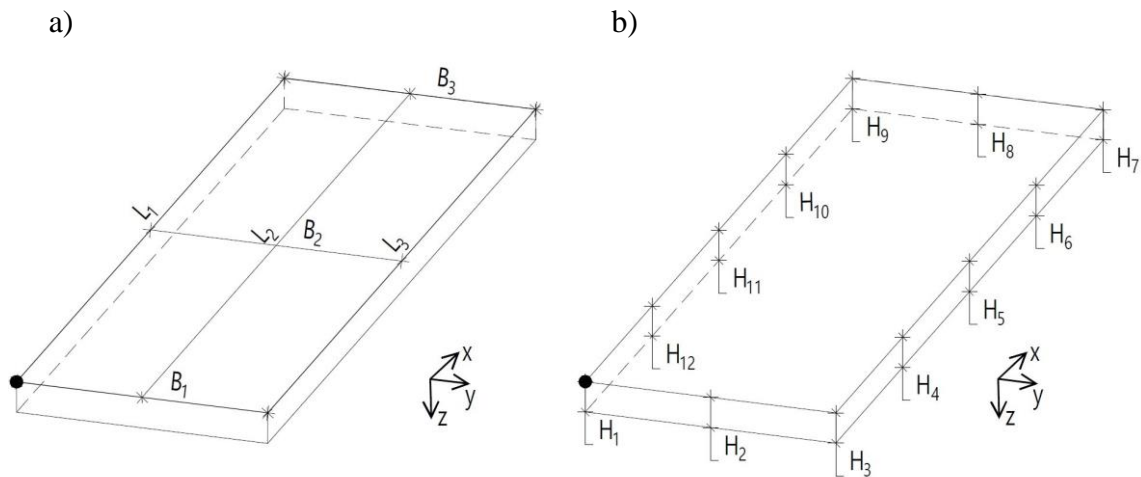 a)
b)
B₃
L₁
L₂
B₂
L₃
B₁
x
y
z
H₉
H₈
H₇
H₁₀
H₆
H₁₁
H₅
H₁₂
H₄
H₁
H₂
H₃
x
y
z